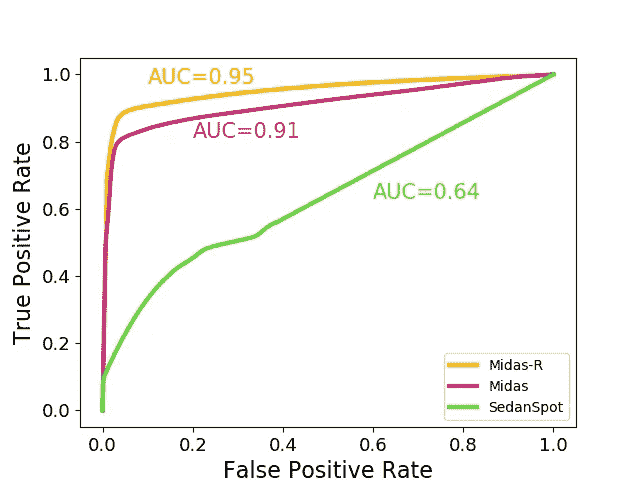 AUC=0.95
AUC=0.91
AUC=0.64
True Positive Rate
1.0
0.8
0.6
0.4
0.2
0.0
0.0 0.2 0.4 0.6 0.8 1.0
False Positive Rate
Midas-R
Midas
SedanSpot